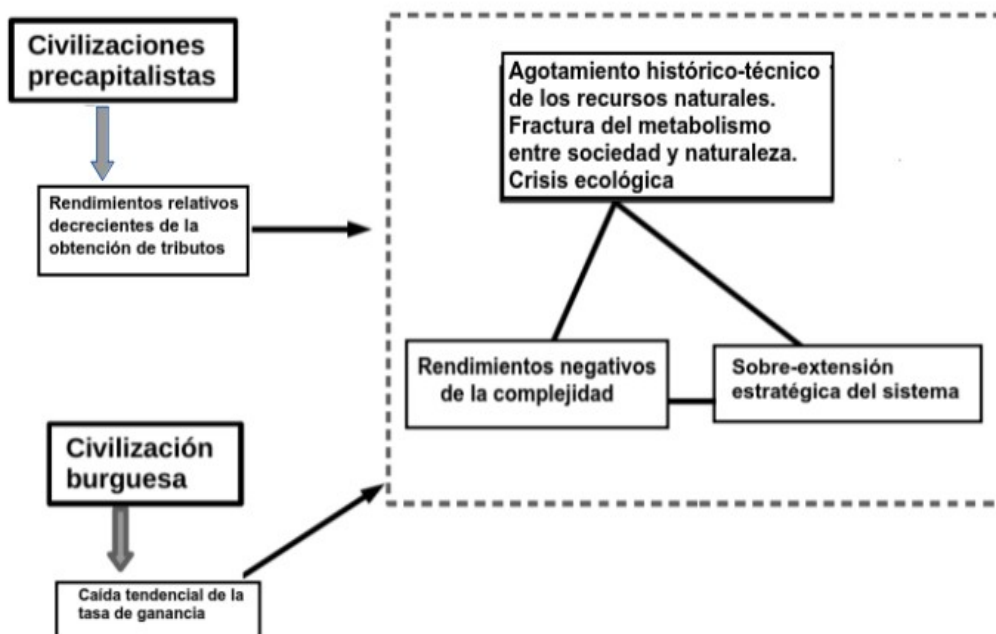 Civilizaciones
precapitalistas
Rendimientos relativos
decrecientes de la
obtención de tributos
Agotamiento histórico-técnico
de los recursos naturales.
Fractura del metabolismo
entre sociedad y naturaleza.
Crisis ecológica
Rendimientos negativos
de la complejidad
Sobre-extensión
estratégica del sistema
Civilización
burguesa
Caída tendencial de la
tasa de ganancia